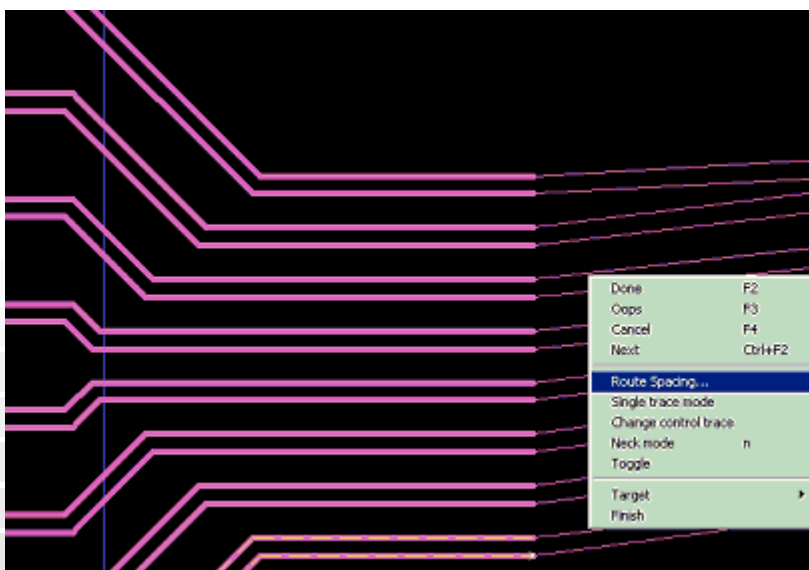 Done F2
Oops F3
Cancel F4
Next Ctrl+F2
Route Spacing...
Single trace mode
Change control trace
Neck mode n
Toggle
Target
Finish